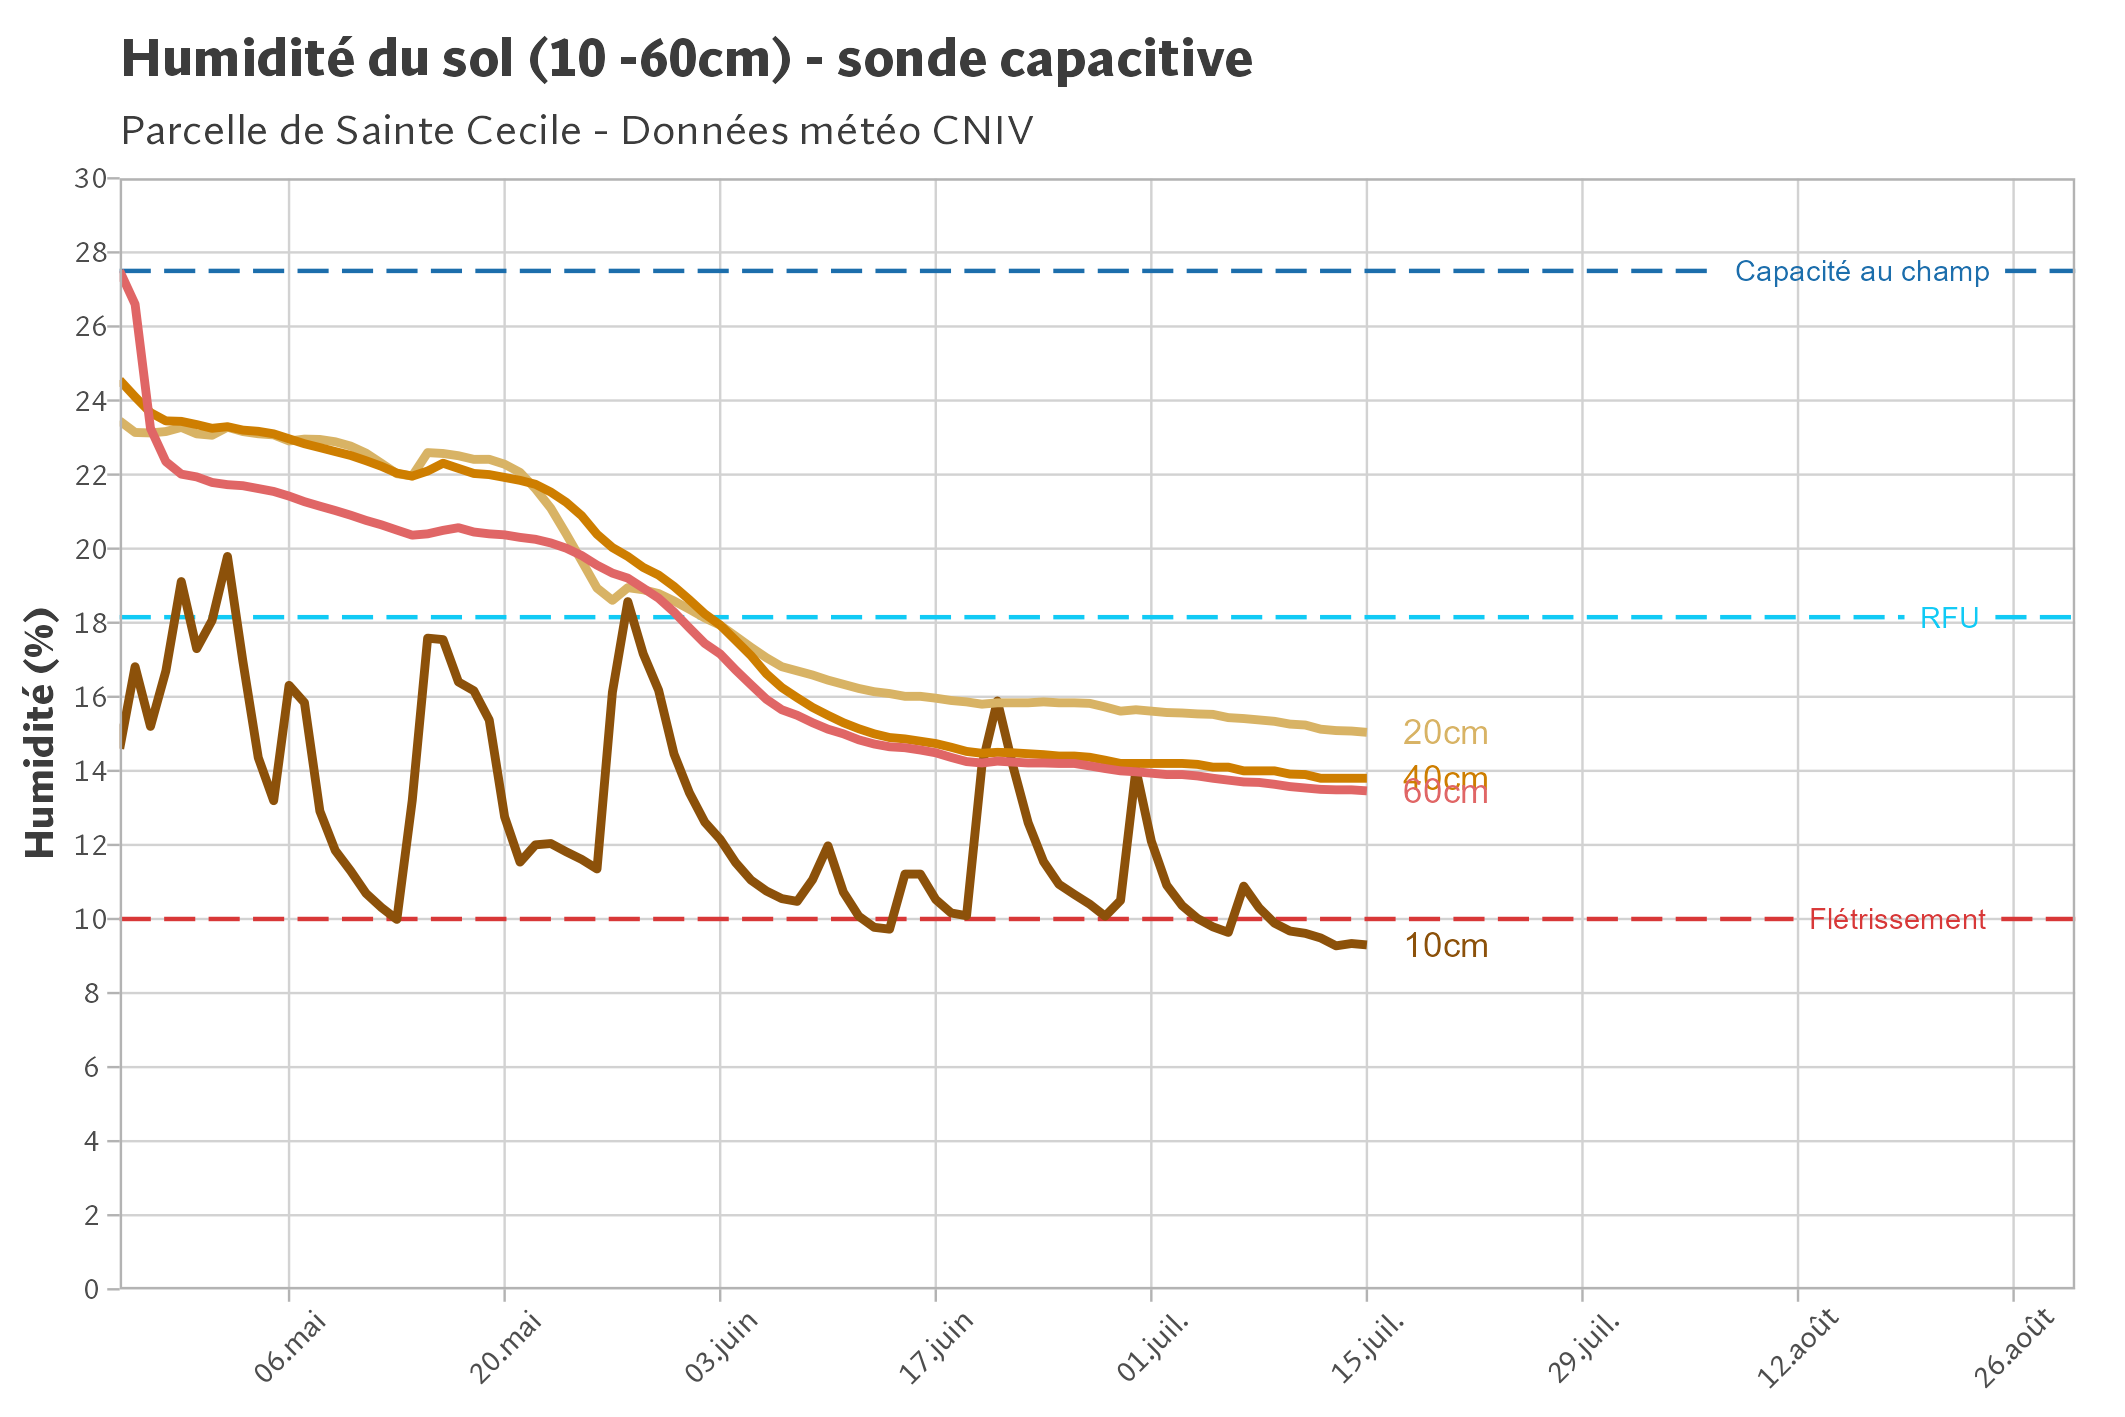 Humidité du sol (10 -60cm) - sonde capacitive
Parcelle de Sainte Cecile - Données météo CNIV
Humidité (%)
30
28
26
24
22
20
18
16
14
12
10
8
6
4
2
0
Capacité au champ
RFU
20cm
40cm
60cm
Flétrissement
10cm
06.mai
20.mai
03.juin
17.juin
01.juil.
15.juil.
29.juil.
12.août
26.août